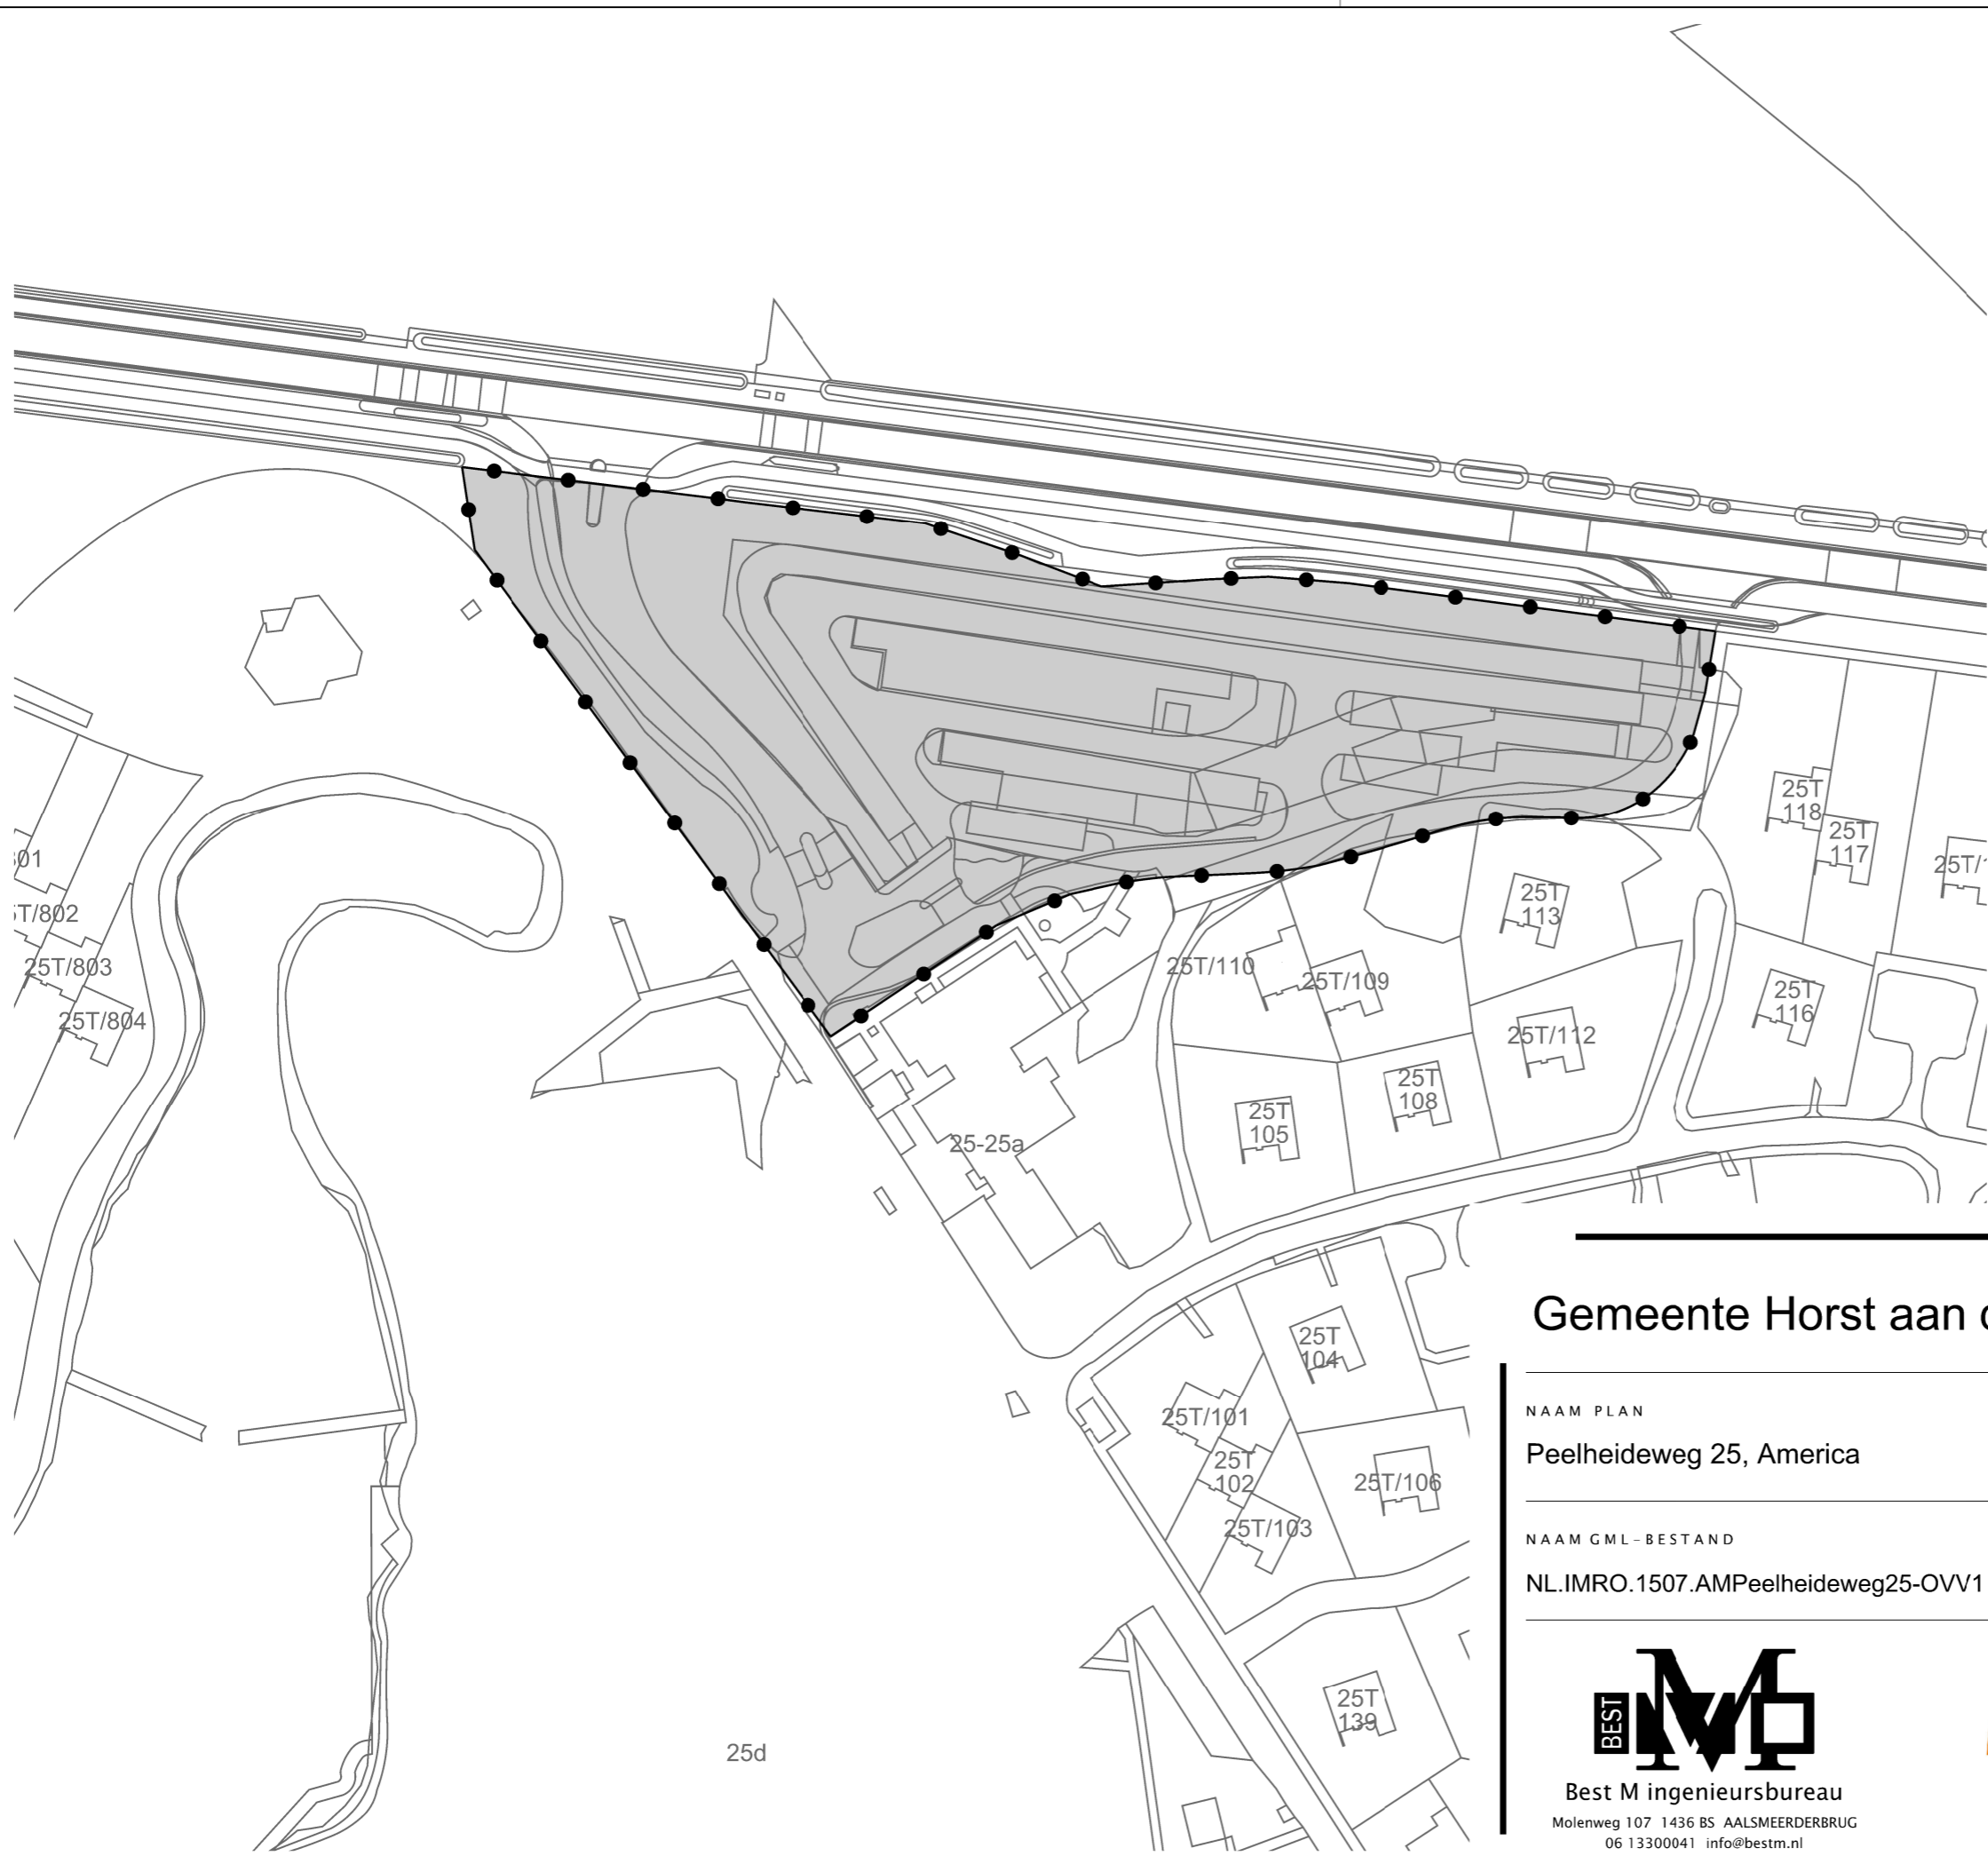 25T
118
25T
117
301
25T
113
5T/802
25T/803
25T/110
25T/109
25T
116
25T/804
25T/112
25T
108
25T
105
25-25a
Gemeente Horst aan
25T
104
NAAM PLAN
25T/101
Peelheideweg 25, America
25T
102
25T/106
25T/103
NAAM GML-BESTAND
NL.IMRO.1507.AMPeelheideweg25-OVV1
25T
139
BEST
M
25d
Best M ingenieursbureau
Molenweg 107 1436 BS AALSMEERDERBRUG
06 13300041 info@bestm.nl